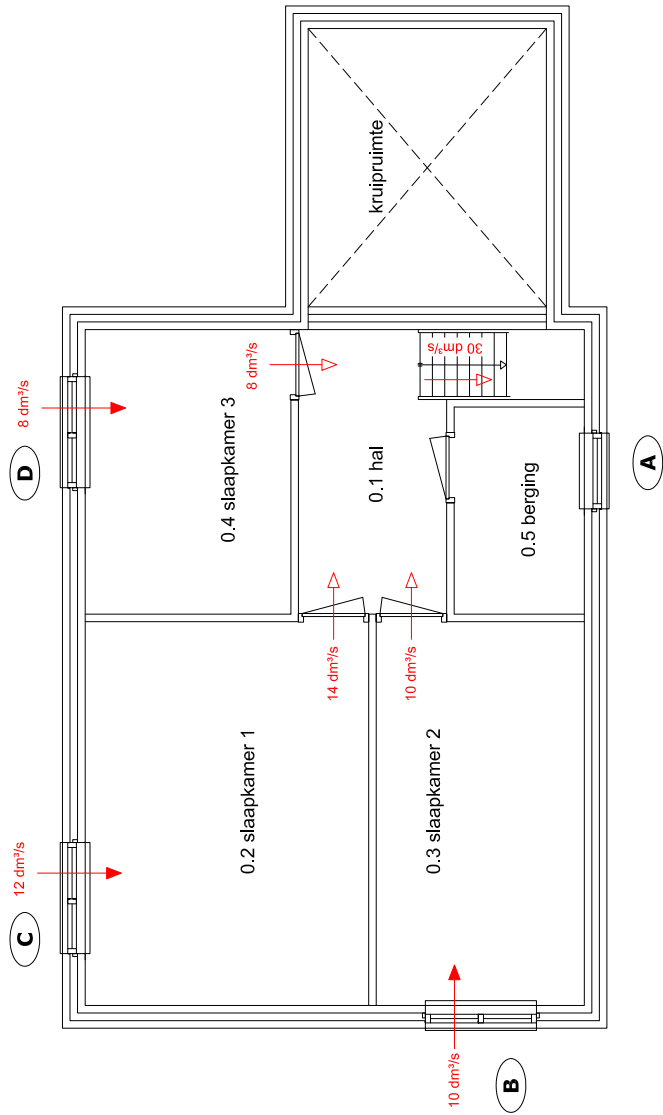 kruipruimte
8 dm³/s
D
8 dm³/s
30 dm³/s
0.4 slaapkamer 3
0.1 hal
0.5 berging
A
14 dm³/s
10 dm³/s
0.2 slaapkamer 1
0.3 slaapkamer 2
12 dm³/s
C
10 dm³/s
B